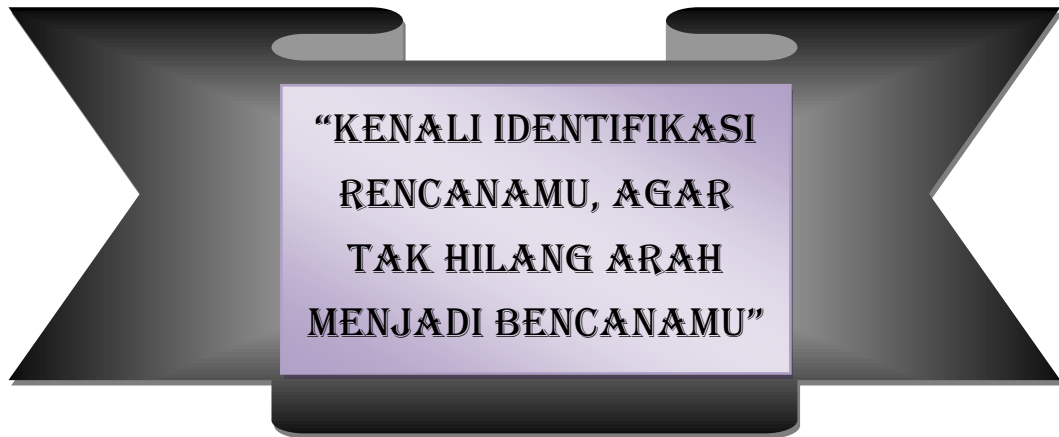 “KENALI IDENTIFIKASI
RENCANAMU, AGAR
TAK HILANG ARAH
MENJADI BENCANAMU”